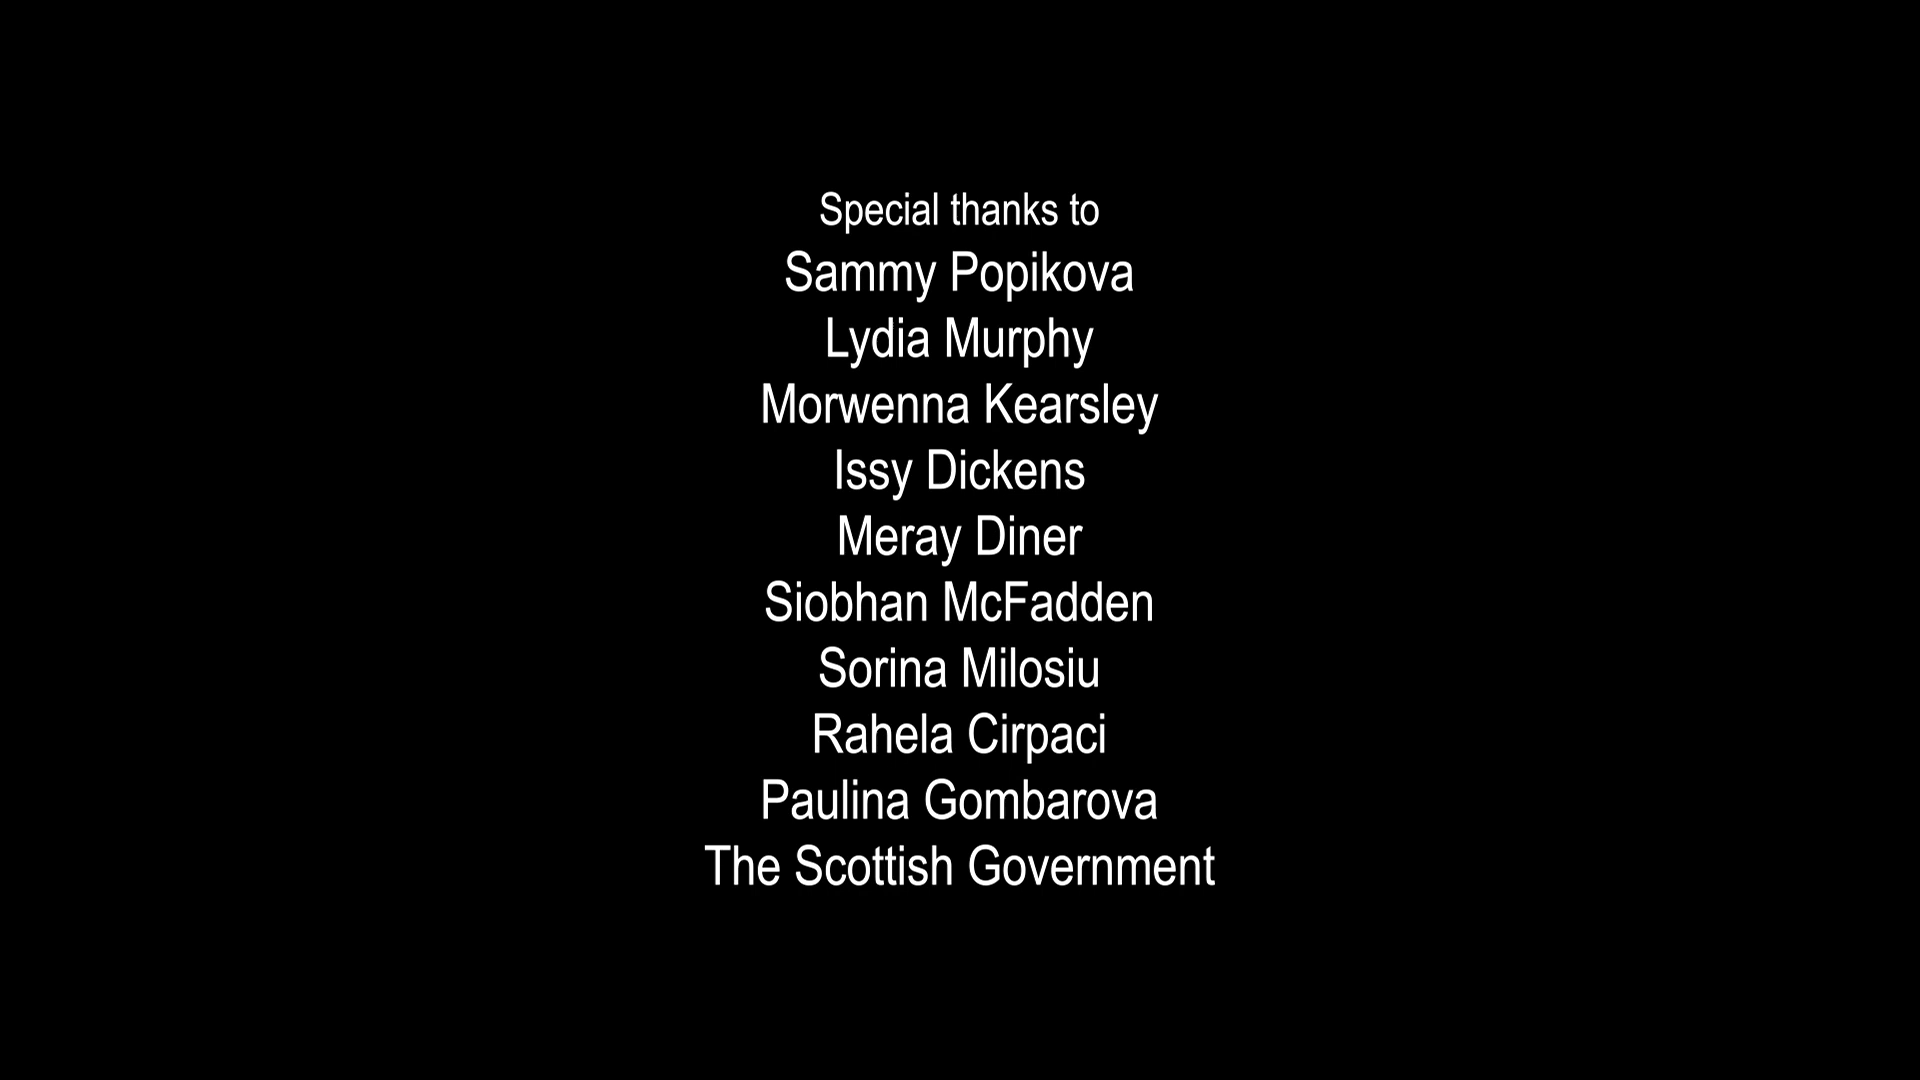 Special thanks to
Sammy Popikova
Lydia Murphy
Morwenna Kearsley
Issy Dickens
Meray Diner
Siobhan McFadden
Sorina Milosiu
Rahela Cirpaci
Paulina Gombarova
The Scottish Government